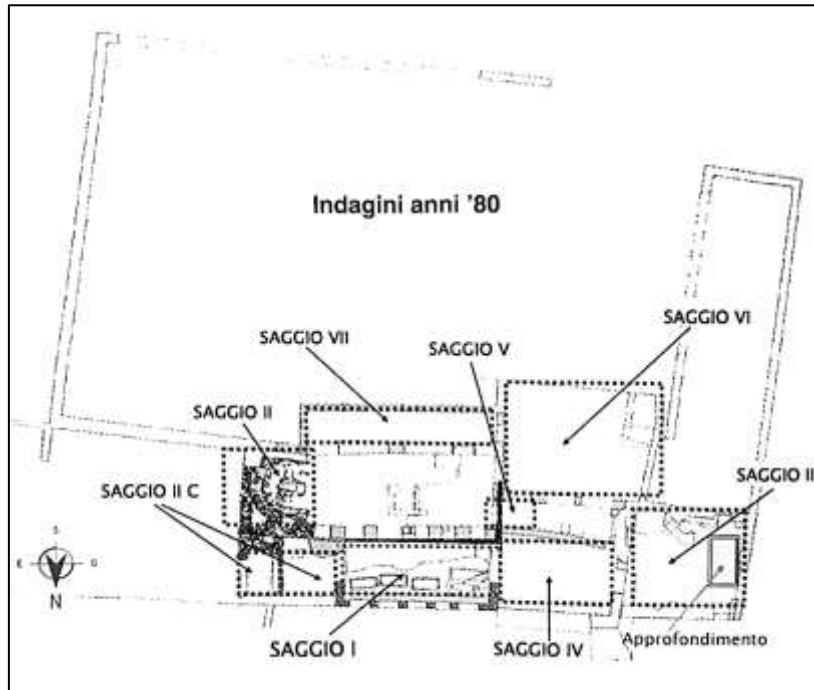 Indagini anni '80
SAGGIO VI
SAGGIO VII
SAGGIO V
SAGGIO II
SAGGIO II
SAGGIO II C
S
E
O
N
Approfondimento
SAGGIO I
SAGGIO IV